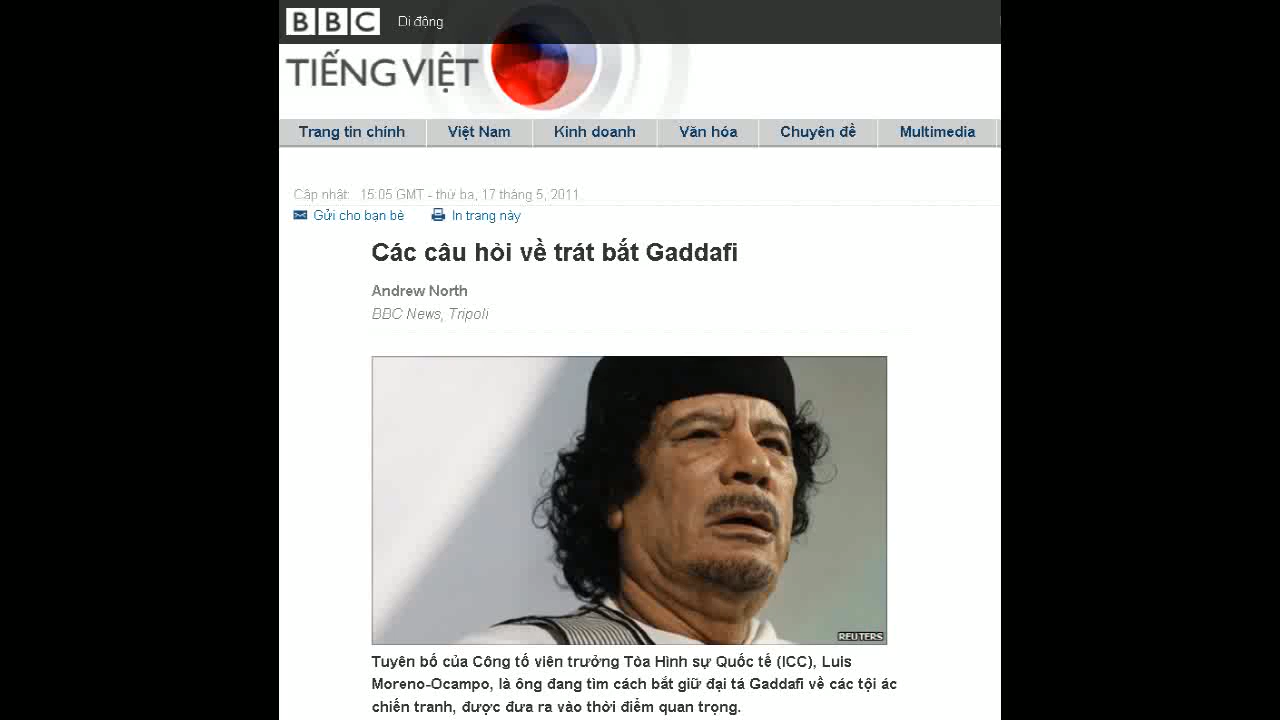 BBC Di động
TIẾNG VIỆT
Trang tin chính Việt Nam Kinh doanh Văn hóa Chuyên đề Multimedia
Cập nhật: 15:05 GMT - thứ ba, 17 tháng 5, 2011
Gửi cho bạn bè In trang này
Các câu hỏi về trát bắt Gaddafi
Andrew North
BBC News, Tripoli
REUTERS
Tuyên bố của Công tố viên trưởng Tòa Hình sự Quốc tế (ICC), Luis
Moreno-Ocampo, là ông đang tìm cách bắt giữ đại tá Gaddafi về các tội ác
chiến tranh, được đưa ra vào thời điểm quan trọng.